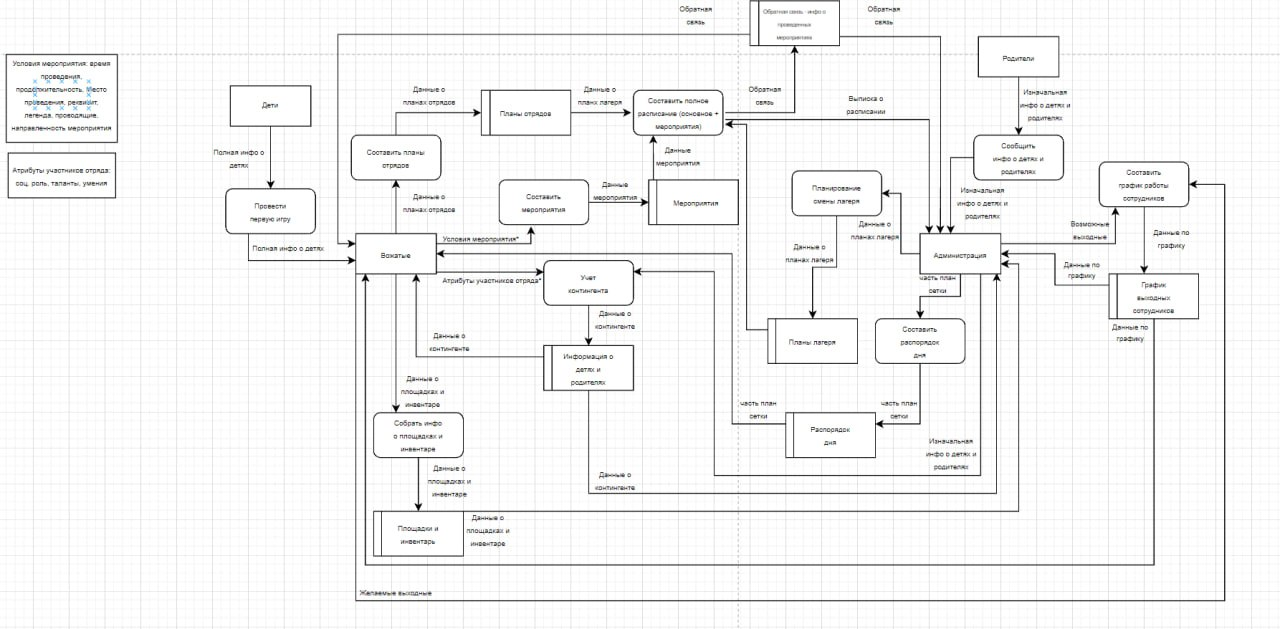 Обратная
связь
Обратная связь - инфо о
проведенных
мероприятиях
Обратная
связь
Условия мероприятия: время
проведения,
продолжительность, Место
проведения, реквизит,
легенда, проводящие,
направленность мероприятия
Атрибуты участников отряда:
соц. роль, таланты, умения
Дети
Полная инфо о
детях
Провести
первую игру
Полная инфо о детях
Данные о
планах отрядов
Составить планы
отрядов
Данные о
планах отрядов
Вожатые
Планы отрядов
Данные о
планх лагеря
Составить полное
расписание (основное +
мероприятия)
Обратная
связь
Выписка о
расписании
Данные
мероприятия
Составить
мероприятия
Данные
мероприятия
Мероприятия
Условия мероприятия*
Атрибуты участников отряда*
Учет
контингента
Данные о
контингенте
Данные о
контингенте
Информация о
детях и
родителях
Родители
Изначальная
инфо о детях и
родителях
Сообщить
инфо о детях и
родителях
Изначальная
инфо о детях и
родителях
Планирование
смены лагеря
Данные о
планах лагеря
Данные о
планах лагеря
Администрация
Составить
график работы
сотрудников
Возможные
выходные
Данные по
графику
Данные по
графику
График
выходных
сотрудников
Данные по
графику
часть план
сетки
Планы лагеря
Составить
распорядок
дня
Данные о
площадках и
инвентаре
Собрать инфо
о площадках и
инвентаре
часть план
сетки
часть план
сетки
Распорядок
дня
Изначальная
инфо о детях и
родителях
Данные о
площадках и
инвентаре
Данные о
контингенте
Площадки и
инвентарь
Данные о
площадках и
инвентаре
Желаемые выходные